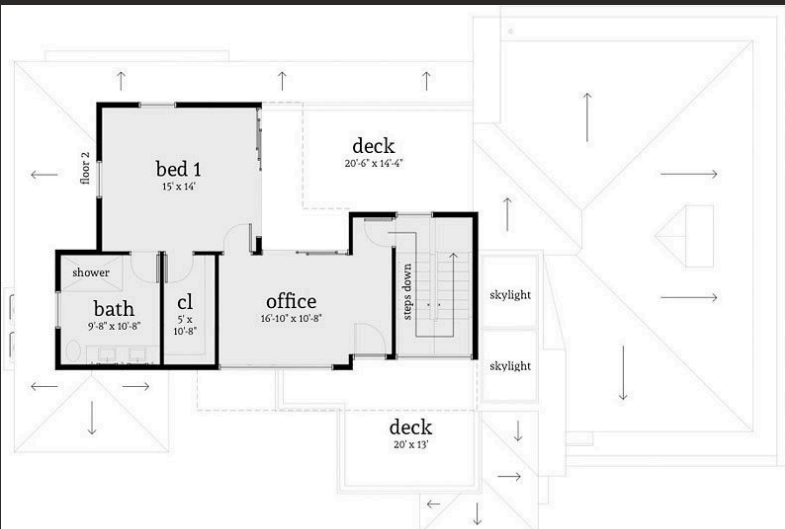 deck
20'-6" x 14'-4"
floor 2
bed 1
15' x 14'
shower
bath
9'-8" x 10'-8"
cl
5' x
10'-8"
office
16'-10" x 10'-8"
steps down
skylight
skylight
deck
20' x 13'